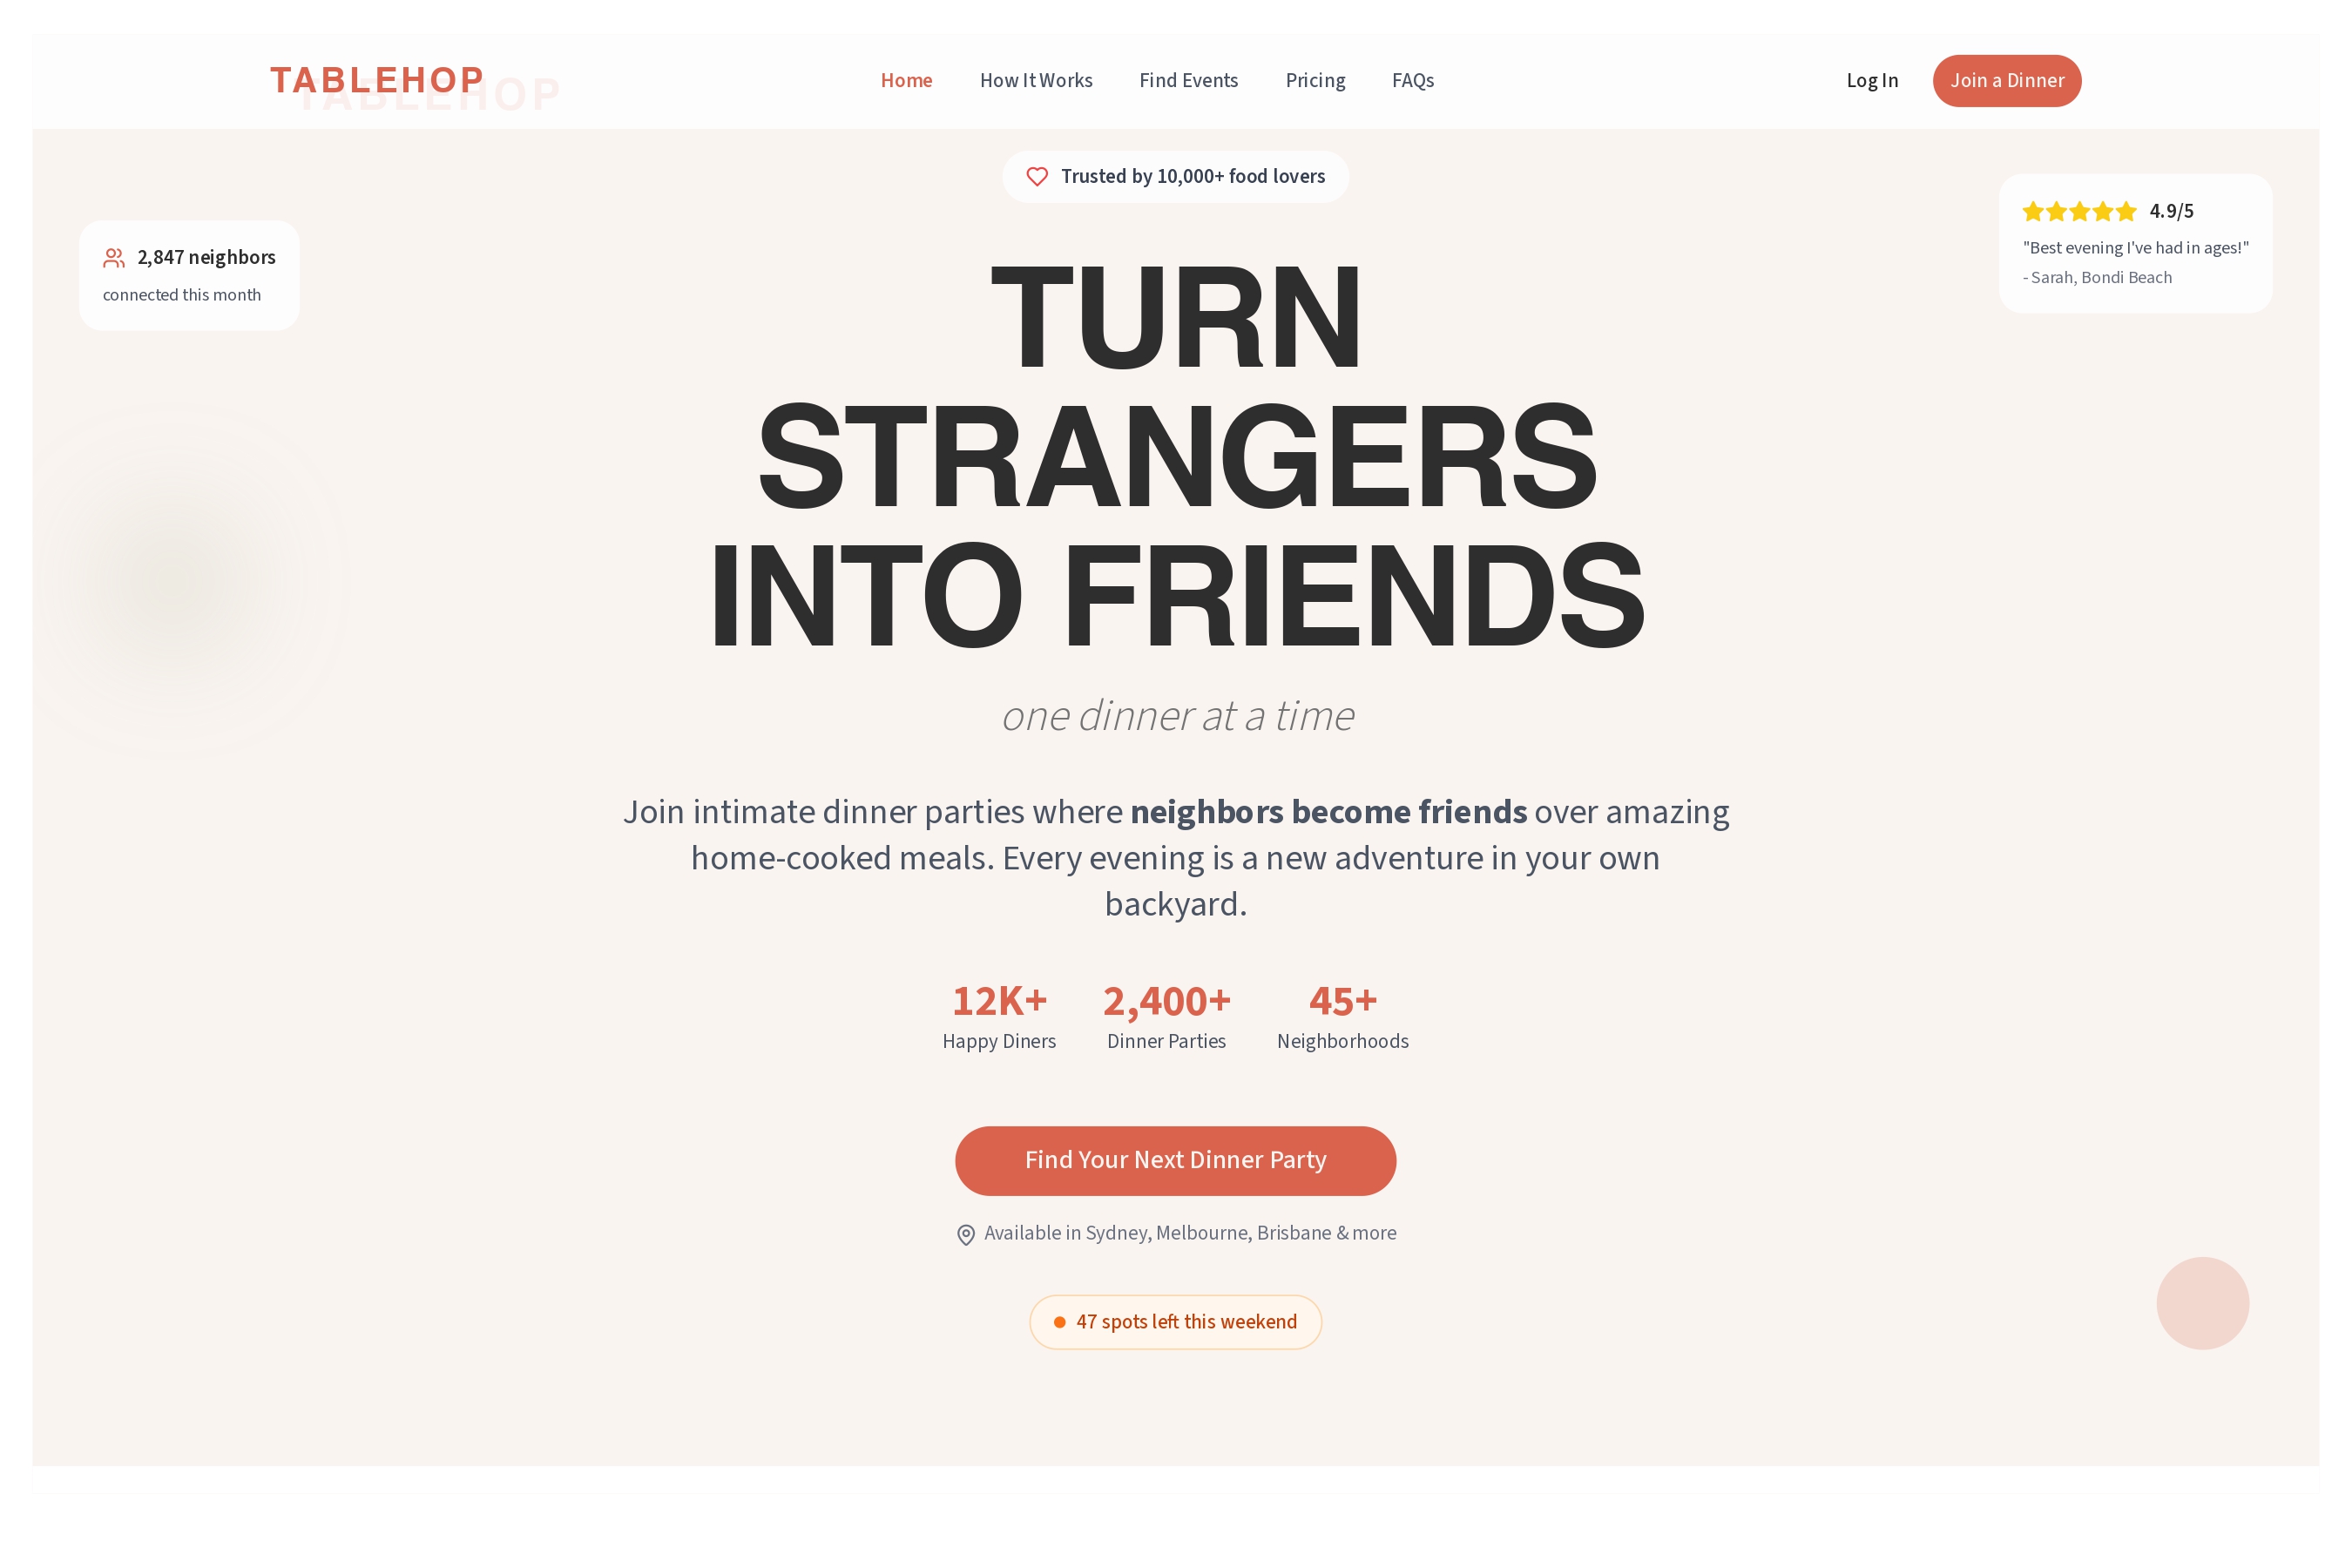 TABLEHOP
TABLEHOP
Home
How It Works
Find Events
Pricing
FAQs
Log In
Join a Dinner
Trusted by 10,000+ food lovers
2,847 neighbors
connected this month
4.9/5
"Best evening I've had in ages!"
- Sarah, Bondi Beach
TURN
STRANGERS
INTO FRIENDS
one dinner at a time
Join intimate dinner parties where neighbors become friends over amazing
home-cooked meals. Every evening is a new adventure in your own
backyard.
12K+
Happy Diners
2,400+
Dinner Parties
45+
Neighborhoods
Find Your Next Dinner Party
Available in Sydney, Melbourne, Brisbane & more
47 spots left this weekend